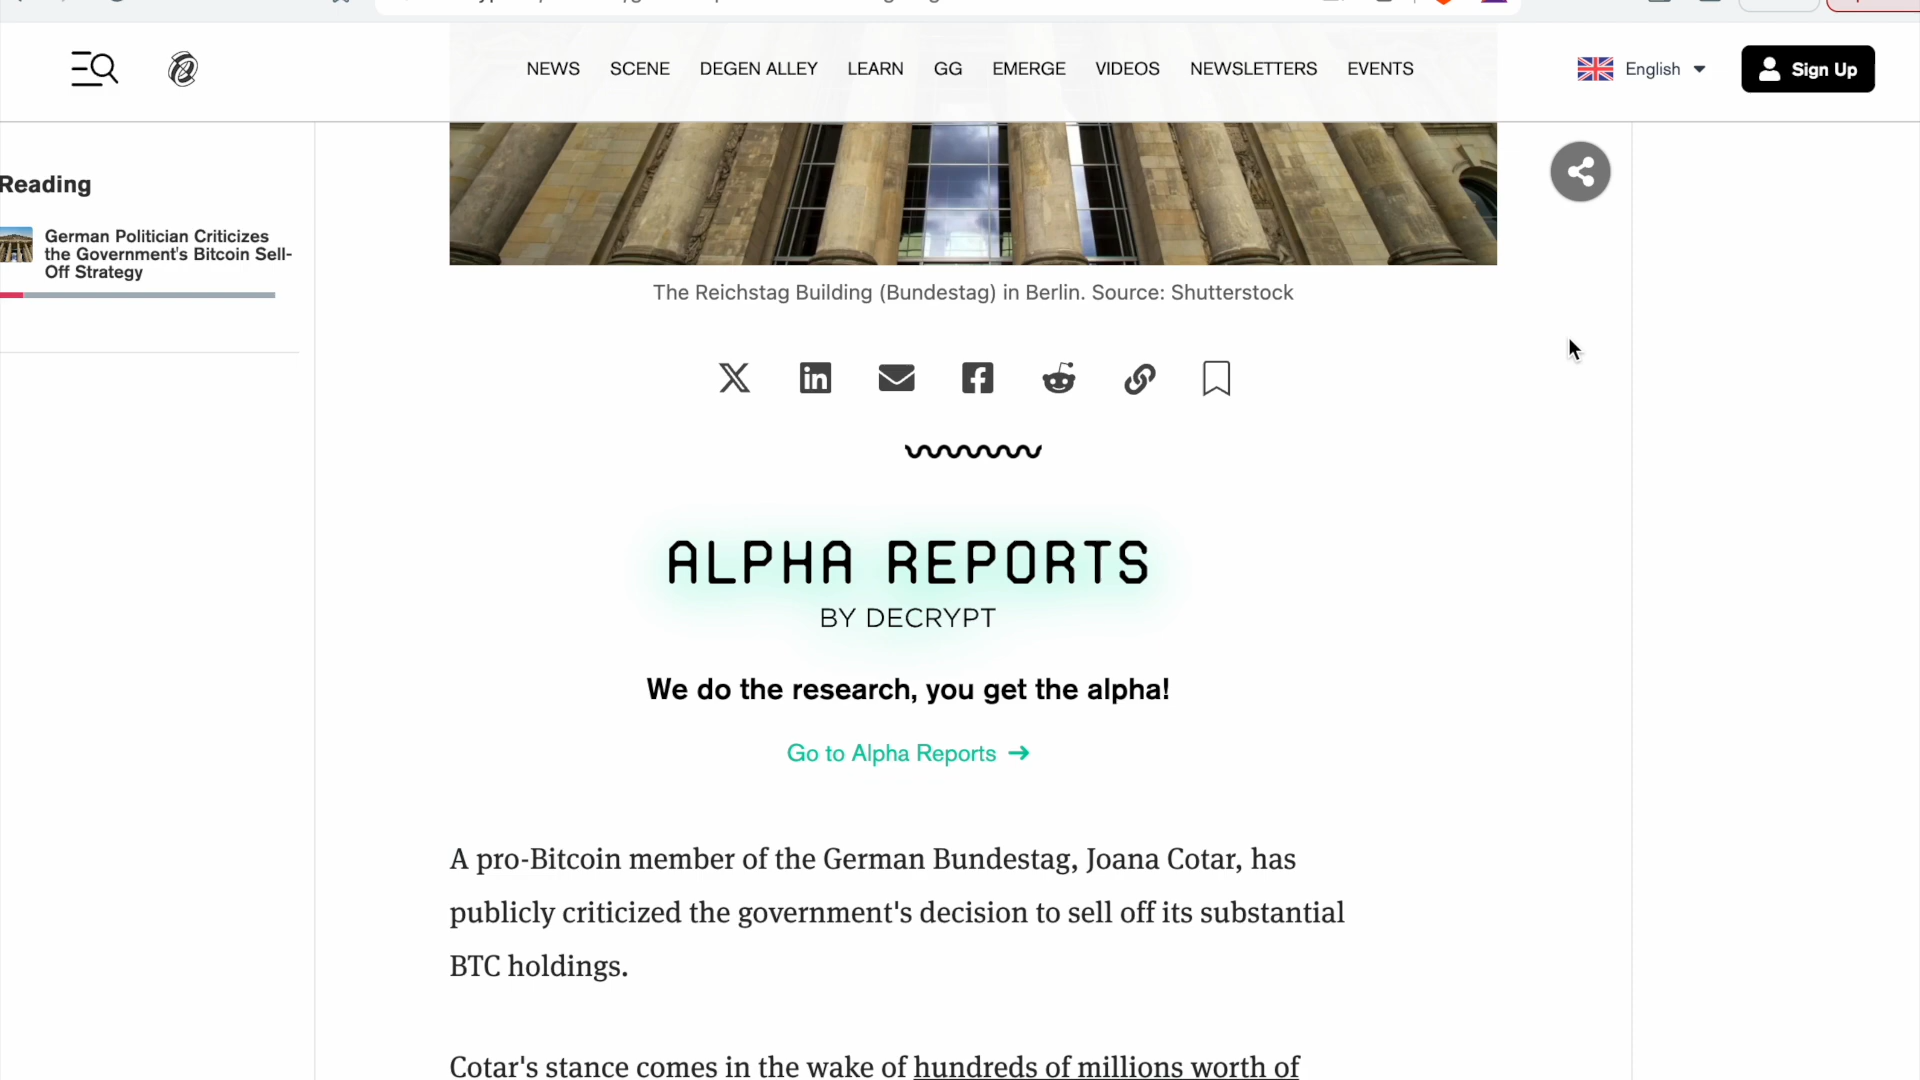 NEWS SCENE DEGEN ALLEY LEARN GG EMERGE VIDEOS NEWSLETTERS EVENTS English Sign Up
Reading
German Politician Criticizes
the Government's Bitcoin Sell-
Off Strategy
The Reichstag Building (Bundestag) in Berlin. Source: Shutterstock
ALPHA REPORTS
BY DECRYPT
We do the research, you get the alpha!
Go to Alpha Reports →
A pro-Bitcoin member of the German Bundestag, Joana Cotar, has
publicly criticized the government's decision to sell off its substantial
BTC holdings.
Cotar's stance comes in the wake of hundreds of millions worth of